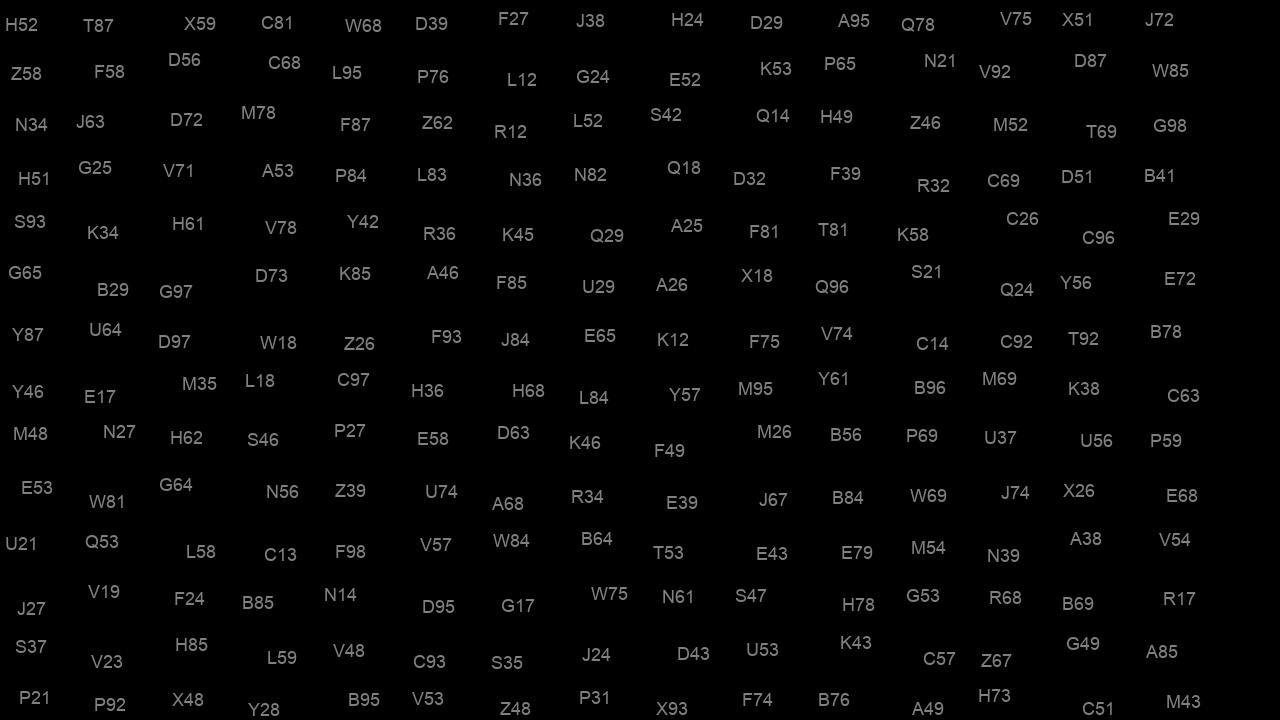 H52 T87 X59 C81 W68 D39 F27 J38 H24 D29 A95 Q78 V75 X51 J72
Z58 F58 D56 C68 L95 P76 L12 G24 E52 K53 P65 N21 V92 D87 W85
N34 J63 D72 M78 F87 Z62 R12 L52 S42 Q14 H49 Z46 M52 T69 G98
H51 G25 V71 A53 P84 L83 N36 N82 Q18 D32 F39 R32 C69 D51 B41
S93 K34 H61 V78 Y42 R36 K45 Q29 A25 F81 T81 K58 C26 C96 E29
G65 B29 G97 D73 K85 A46 F85 U29 A26 X18 Q96 S21 Q24 Y56 E72
Y87 U64 D97 W18 Z26 F93 J84 E65 K12 F75 V74 C14 C92 T92 B78
Y46 E17 M35 L18 C97 H36 H68 L84 Y57 M95 Y61 B96 M69 K38 C63
M48 N27 H62 S46 P27 E58 D63 K46 F49 M26 B56 P69 U37 U56 P59
E53 W81 G64 N56 Z39 U74 A68 R34 E39 J67 B84 W69 J74 X26 E68
U21 Q53 L58 C13 F98 V57 W84 B64 T53 E43 E79 M54 N39 A38 V54
J27 V19 F24 B85 N14 D95 G17 W75 N61 S47 H78 G53 R68 B69 R17
S37 V23 H85 L59 V48 C93 S35 J24 D43 U53 K43 C57 Z67 G49 A85
P21 P92 X48 Y28 B95 V53 Z48 P31 X93 F74 B76 A49 H73 C51 M43